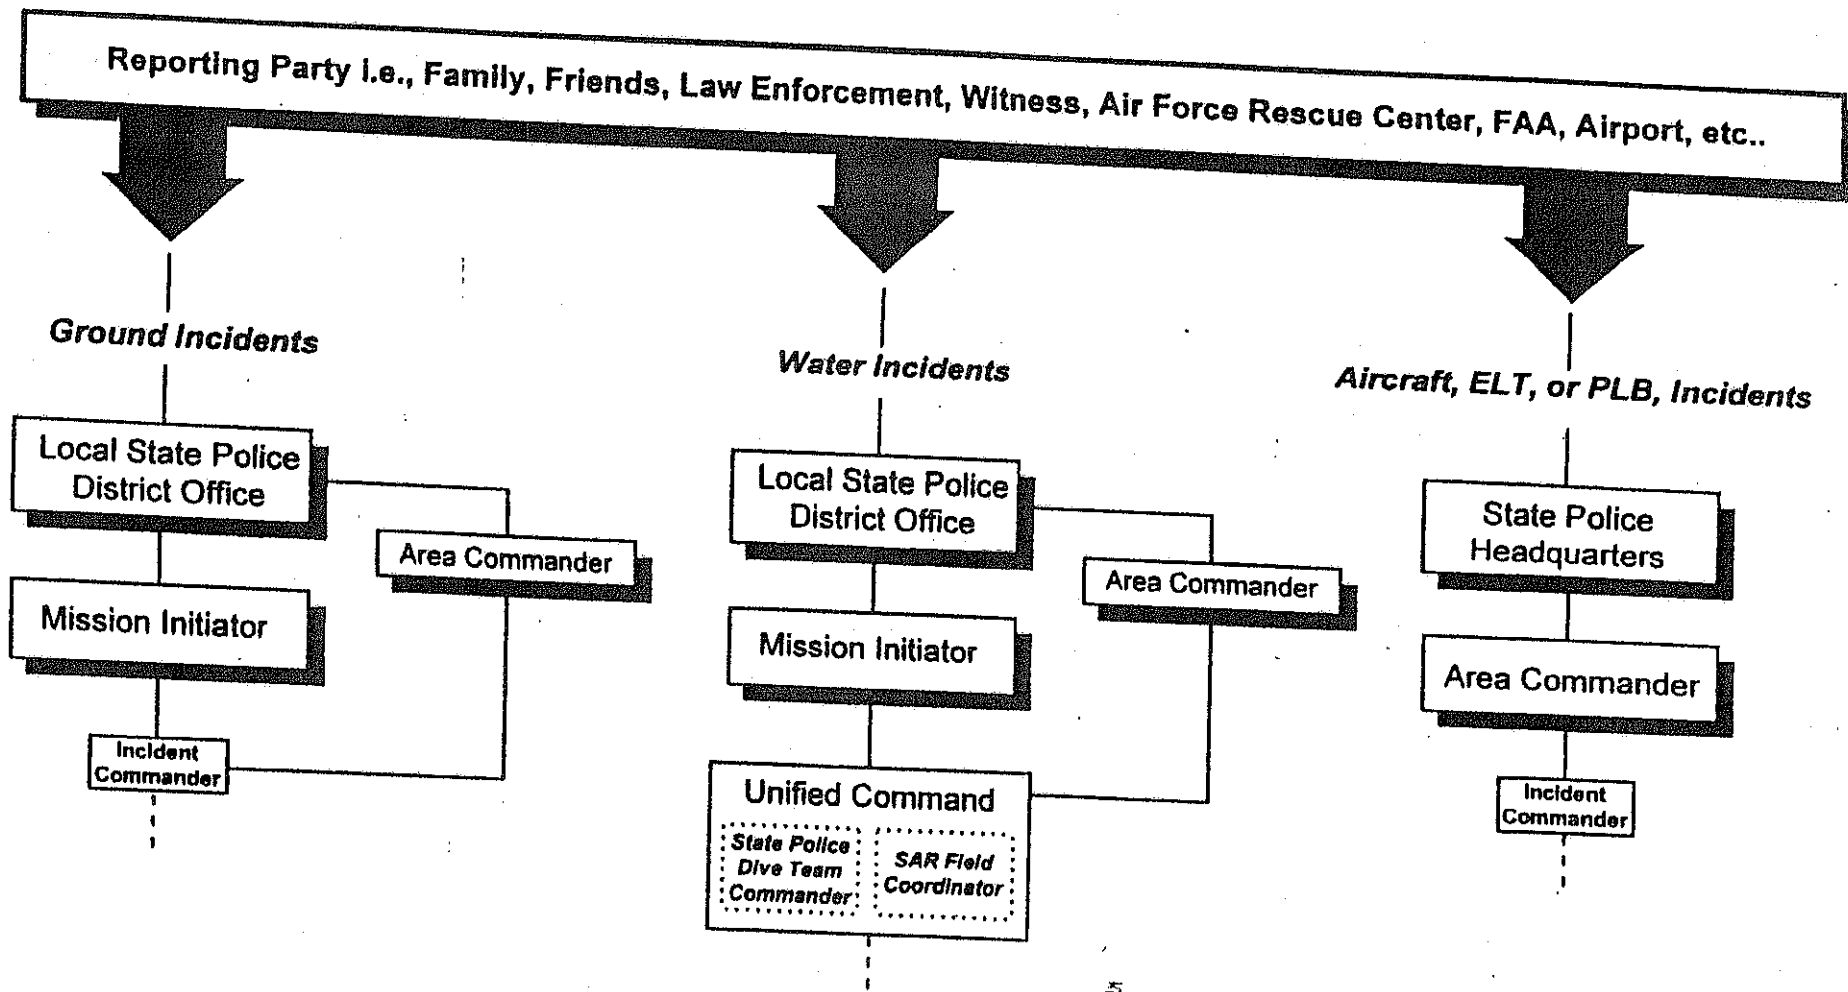 Reporting Party i.e., Family, Friends, Law Enforcement, Witness, Air Force Rescue Center, FAA, Airport, etc..
Ground Incidents
Local State Police
District Office
Area Commander
Mission Initiator
Incident
Commander
Water Incidents
Local State Police
District Office
Area Commander
Mission Initiator
Unified Command
State Police
Dive Team
Commander
SAR Field
Coordinator
Aircraft, ELT, or PLB, Incidents
State Police
Headquarters
Area Commander
Incident
Commander